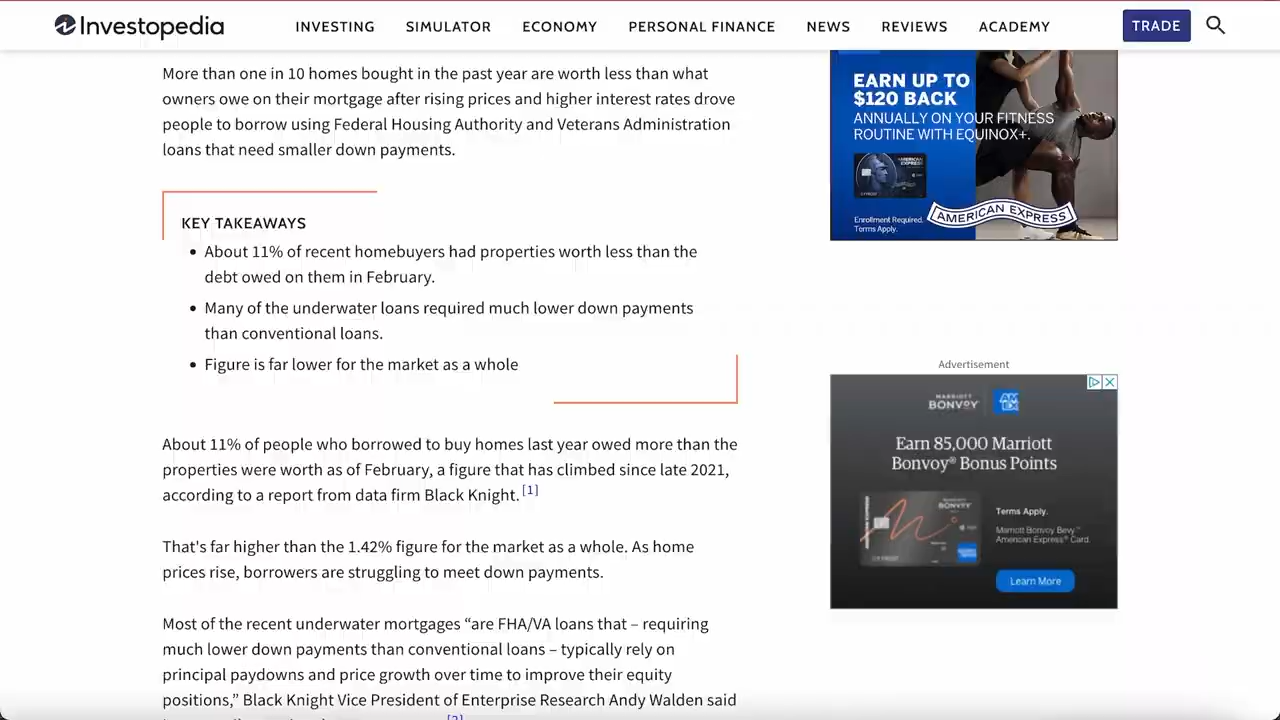 Investopedia
INVESTING SIMULATOR ECONOMY PERSONAL FINANCE NEWS REVIEWS ACADEMY TRADE
More than one in 10 homes bought in the past year are worth less than what
owners owe on their mortgage after rising prices and higher interest rates drove
people to borrow using Federal Housing Authority and Veterans Administration
loans that need smaller down payments.
KEY TAKEAWAYS
• About 11% of recent homebuyers had properties worth less than the
debt owed on them in February.
• Many of the underwater loans required much lower down payments
than conventional loans.
• Figure is far lower for the market as a whole
About 11% of people who borrowed to buy homes last year owed more than the
properties were worth as of February, a figure that has climbed since late 2021,
according to a report from data firm Black Knight. [1]
That's far higher than the 1.42% figure for the market as a whole. As home
prices rise, borrowers are struggling to meet down payments.
Most of the recent underwater mortgages “are FHA/VA loans that – requiring
much lower down payments than conventional loans – typically rely on
principal paydowns and price growth over time to improve their equity
positions,” Black Knight Vice President of Enterprise Research Andy Walden said
[2]
EARN UP TO
$120 BACK
ANNUALLY ON YOUR FITNESS
ROUTINE WITH EQUINOX+.
Enrollment Required.
Terms Apply.
AMERICAN EXPRESS
Advertisement
MARRIOTT
BONVOY
AM
EX
Earn 85,000 Marriott
Bonvoy® Bonus Points
Terms Apply.
Marriott Bonvoy Bevy™
American Express® Card
Learn More